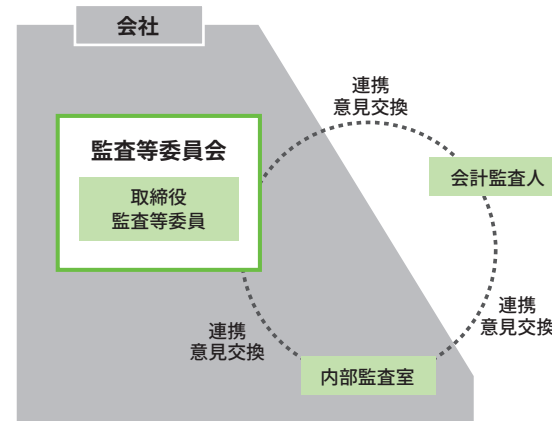 会社
連携
意見交換
監査等委員会
取締役
監査等委員
会計監査人
連携
意見交換
連携
意見交換
内部監査室